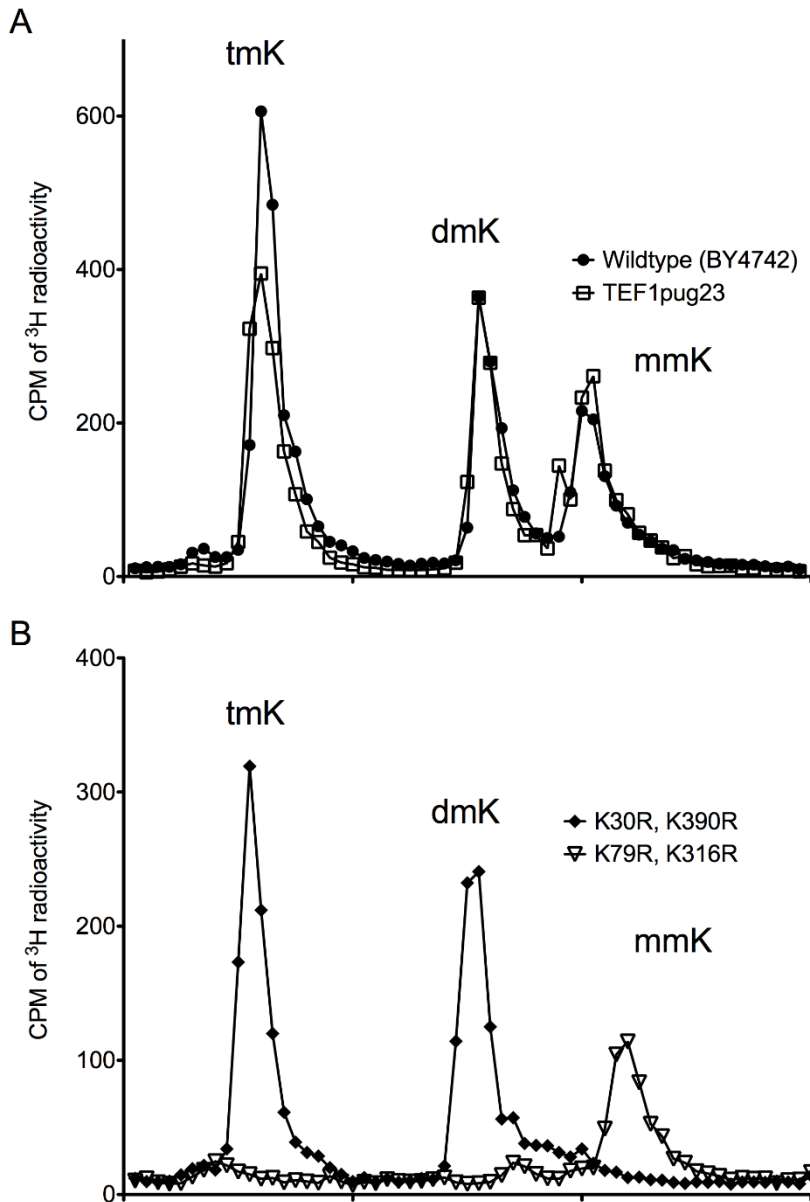 A
tmK
600
400
200
0
CPM of ³H radioactivity
dmK
Wildtype (BY4742)
TEF1pug23
mmK
B
400
300
200
100
0
CPM of ³H radioactivity
tmK
dmK
K30R, K390R
K79R, K316R
mmK